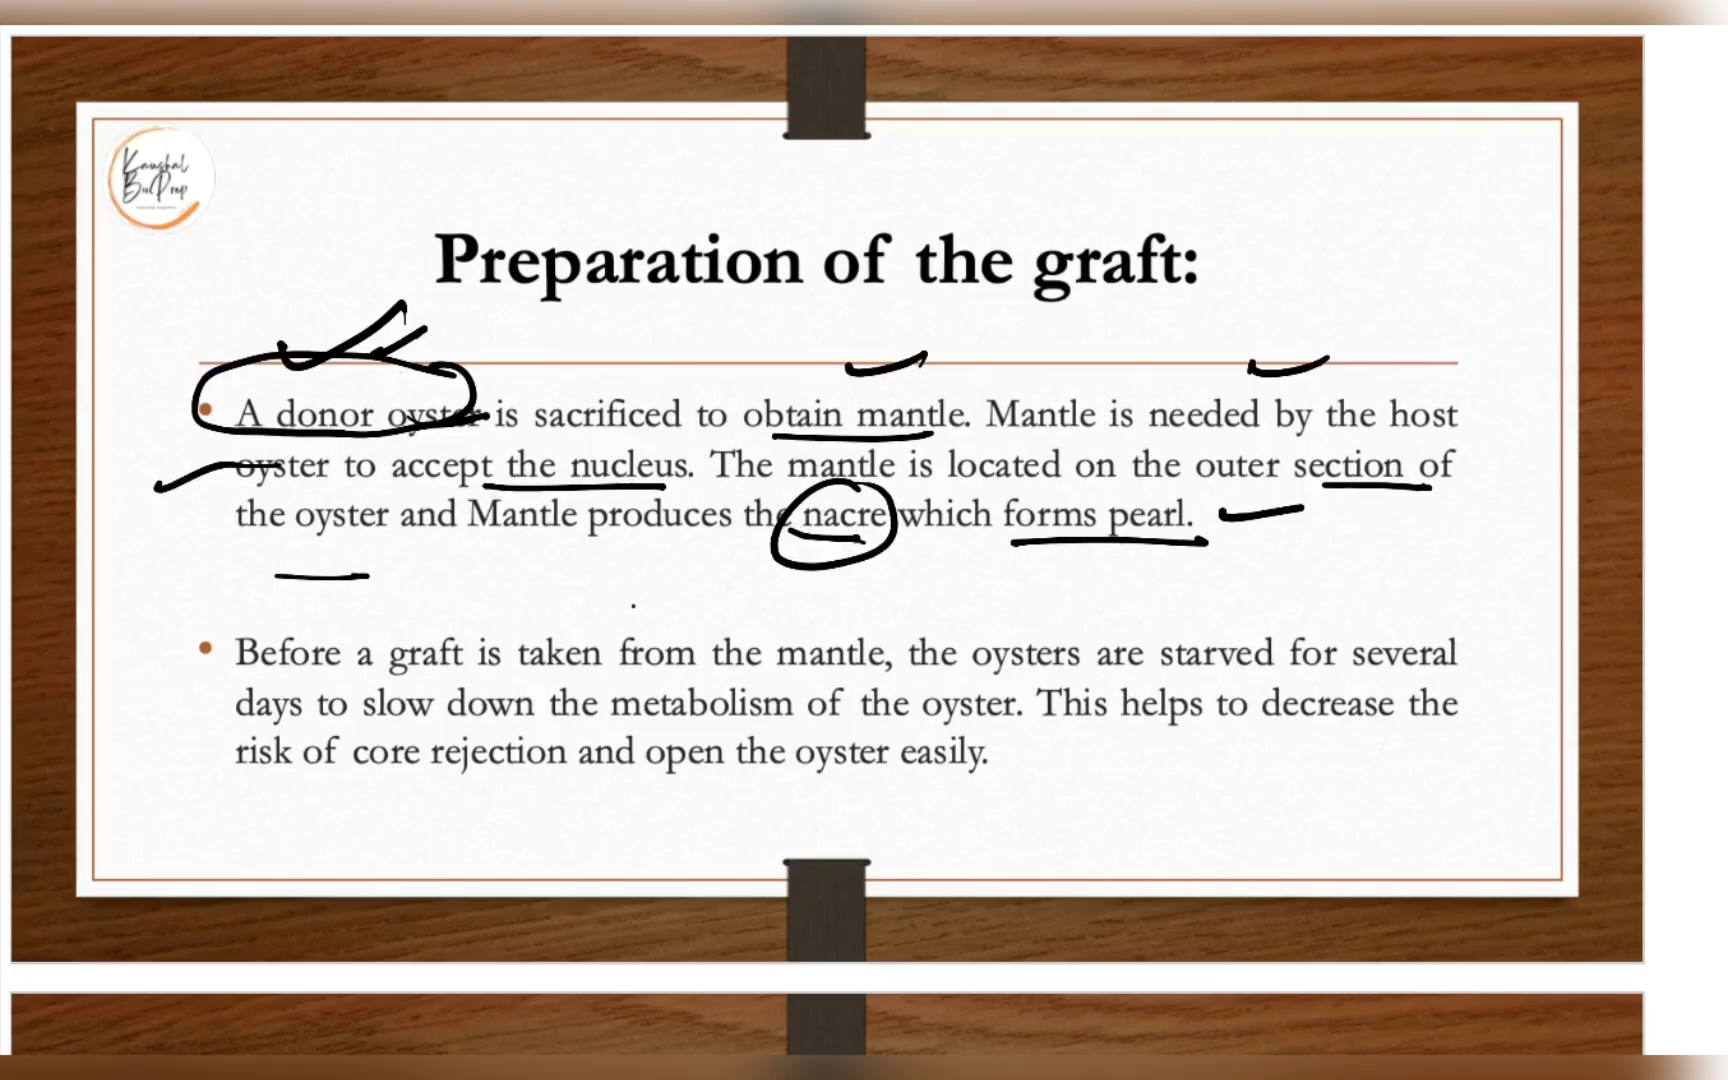 Kaushal
BucPrep
Preparation of the graft:
• A donor oyster is sacrificed to obtain mantle. Mantle is needed by the host
oyster to accept the nucleus. The mantle is located on the outer section of
the oyster and Mantle produces the nacre which forms pearl.
• Before a graft is taken from the mantle, the oysters are starved for several
days to slow down the metabolism of the oyster. This helps to decrease the
risk of core rejection and open the oyster easily.